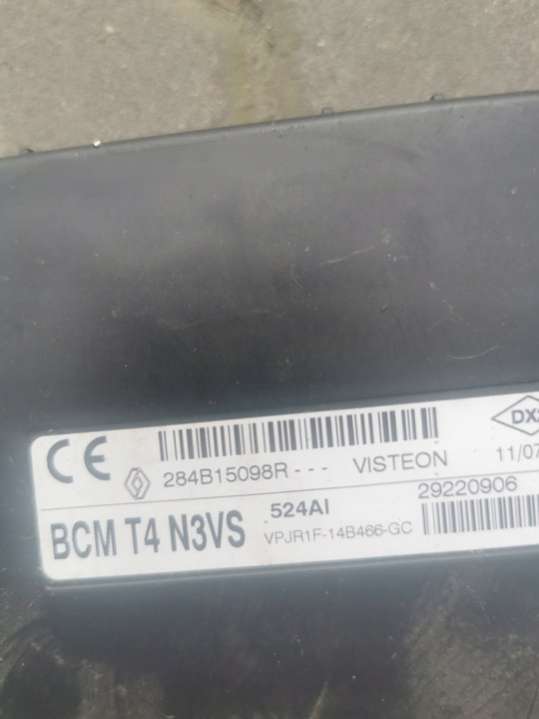 CE 284B15098R--- VISTEON 11/07
BCM T4 N3VS 524AI 29220906
VPJR1F-14B466-GC